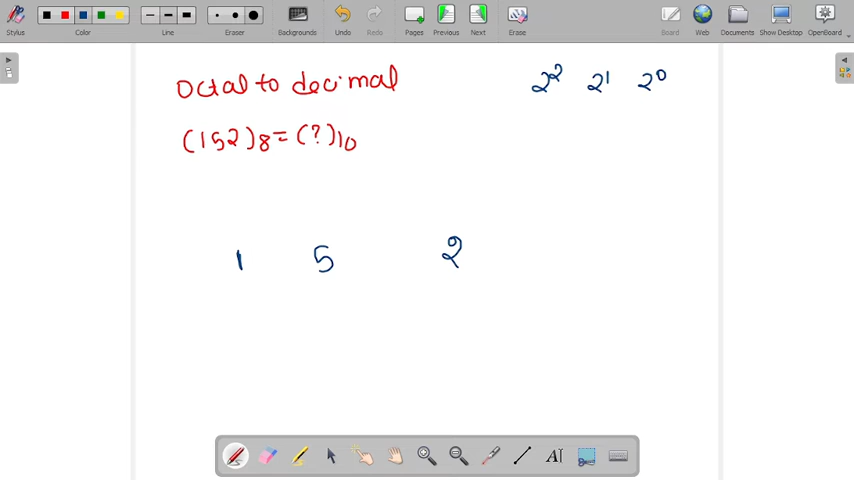 Stylus Color Line Eraser Backgrounds Undo Redo Pages Previous Next Erase Board Web Documents Show Desktop OpenBoard
Octal to decimal 2² 2¹ 2⁰
(152)8=(?)10
1 5 2